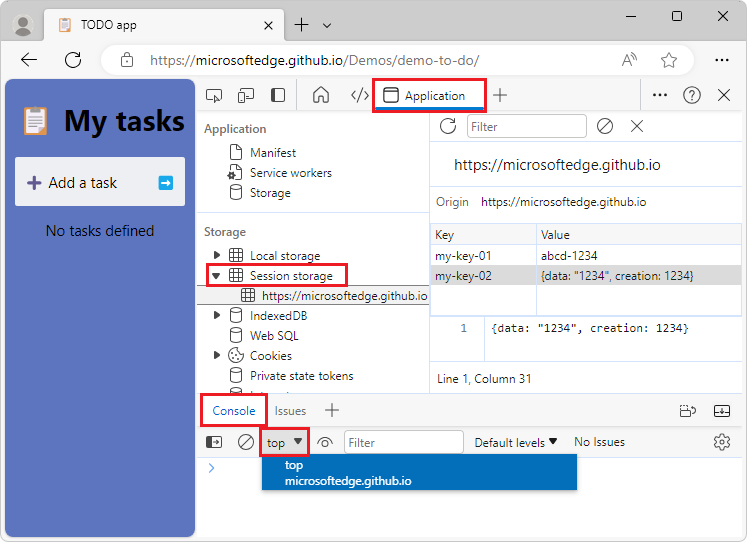 TODO app
https://microsoftedge.github.io/Demos/demo-to-do/
My tasks
Add a task
No tasks defined
Application
Application
Manifest
Service workers
Storage
Storage
Local storage
Session storage
https://microsoftedge.github.io
IndexedDB
Web SQL
Cookies
Private state tokens
Filter
https://microsoftedge.github.io
Origin https://microsoftedge.github.io
Key Value
my-key-01 abcd-1234
my-key-02 {data: "1234", creation: 1234}
1 {data: "1234", creation: 1234}
Line 1, Column 31
Console Issues
top Filter Default levels No Issues
top
microsoftedge.github.io